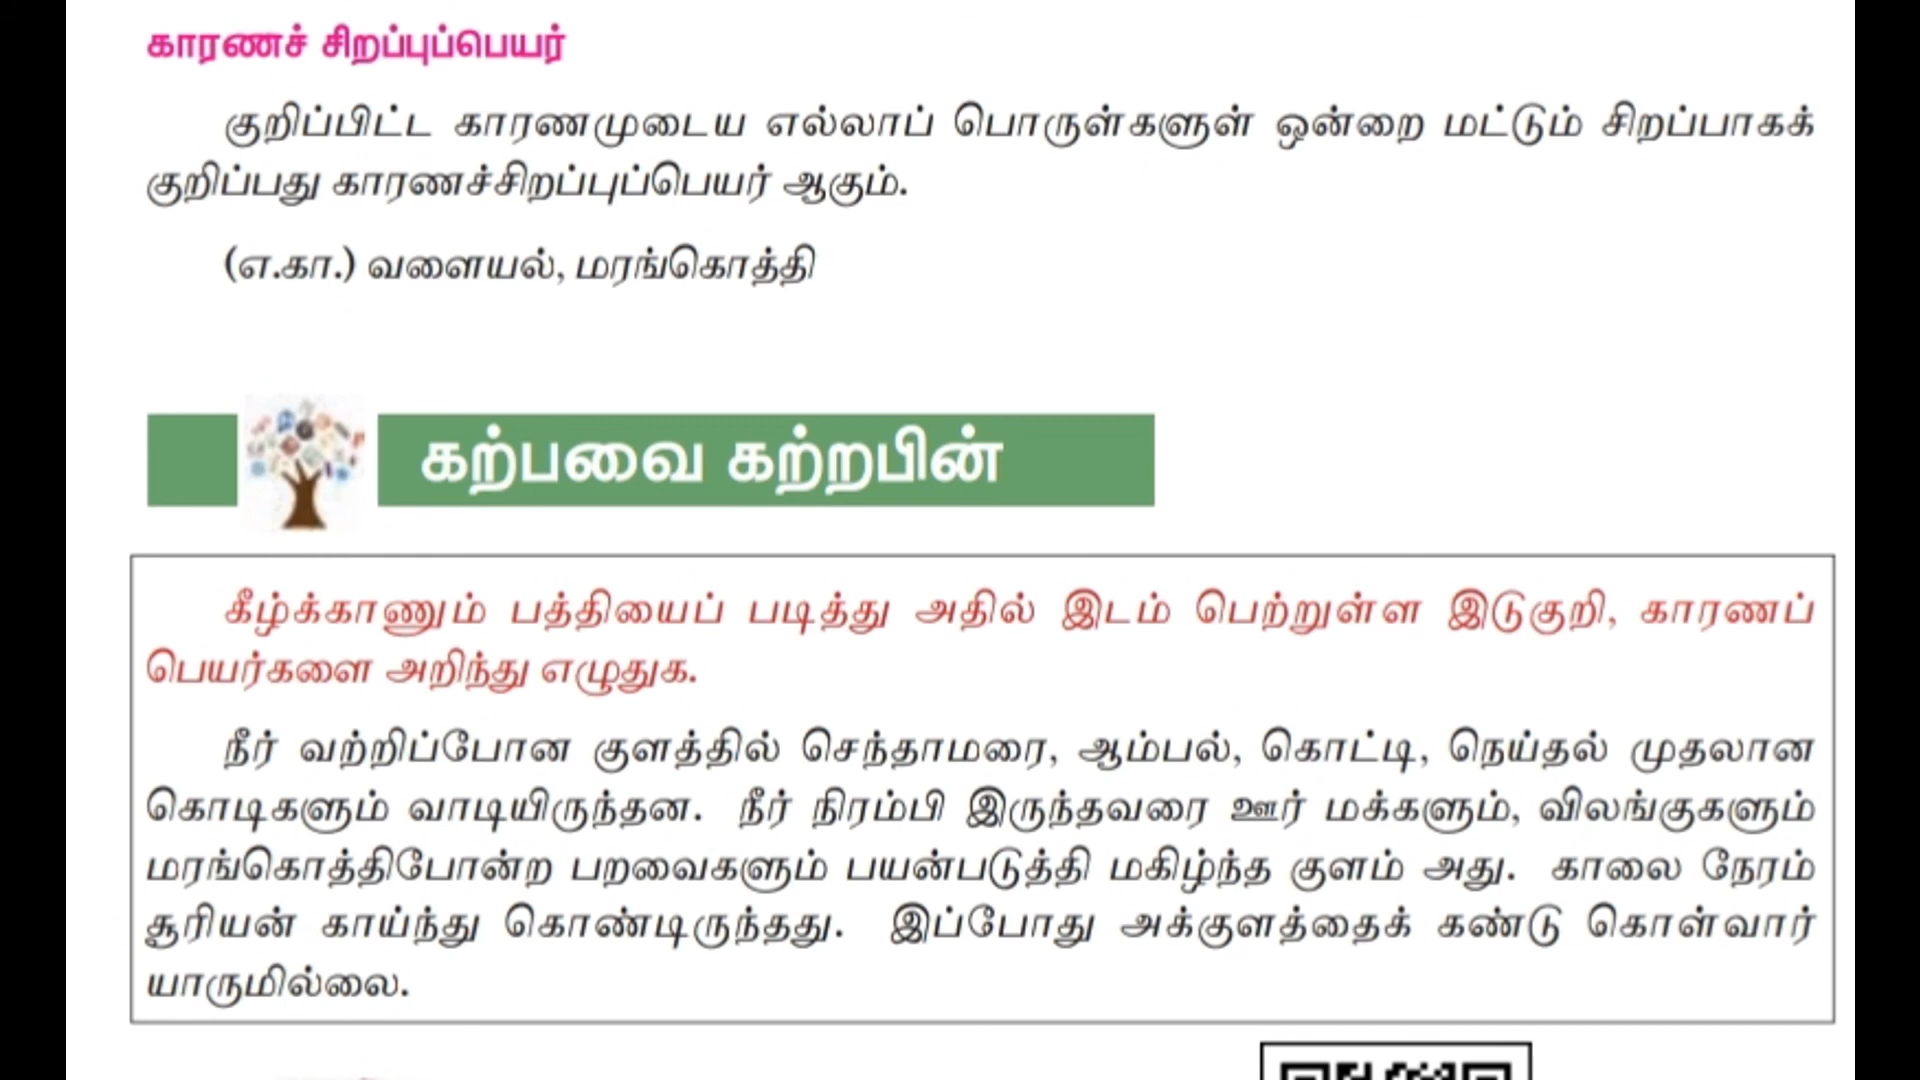 காரணச் சிறப்புப்பெயர்
குறிப்பிட்ட காரணமுடைய எல்லாப் பொருள்களுள் ஒன்றை மட்டும் சிறப்பாகக்
குறிப்பது காரணச்சிறப்புப்பெயர் ஆகும்.
(எ.கா.) வளையல், மரங்கொத்தி
கற்பவை கற்றபின்
கீழ்க்காணும் பத்தியைப் படித்து அதில் இடம் பெற்றுள்ள இடுகுறி, காரணப்
பெயர்களை அறிந்து எழுதுக.
நீர் வற்றிப்போன குளத்தில் செந்தாமரை, ஆம்பல், கொட்டி, நெய்தல் முதலான
கொடிகளும் வாடியிருந்தன. நீர் நிரம்பி இருந்தவரை ஊர் மக்களும், விலங்குகளும்
மரங்கொத்திபோன்ற பறவைகளும் பயன்படுத்தி மகிழ்ந்த குளம் அது. காலை நேரம்
சூரியன் காய்ந்து கொண்டிருந்தது. இப்போது அக்குளத்தைக் கண்டு கொள்வார்
யாருமில்லை.